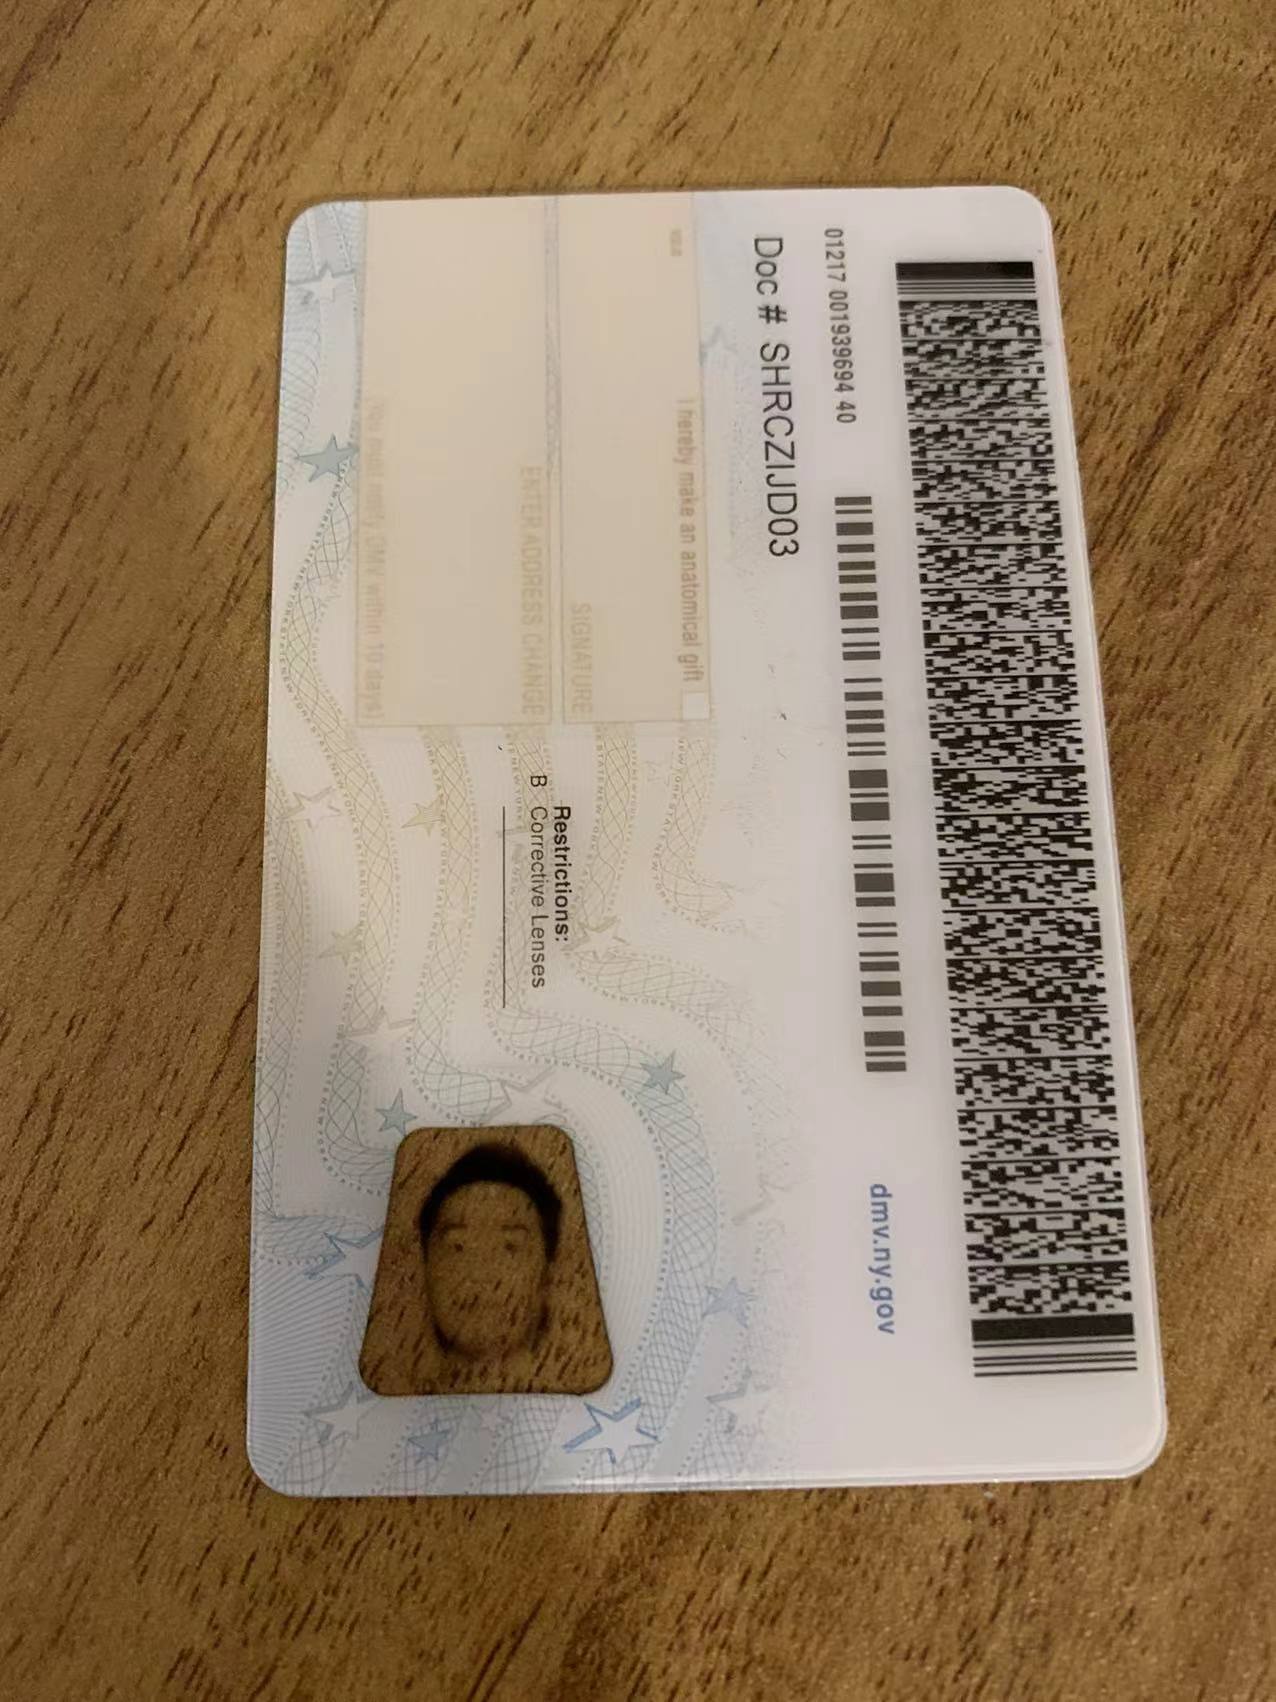 01217 001939694 40
dmv.ny.gov
Doc # SHRCZIJD03
I hereby make an anatomical gift
SIGNATURE
ENTER ADDRESS CHANGE
(You must notify DMV within 10 days)
Restrictions:
B Corrective Lenses